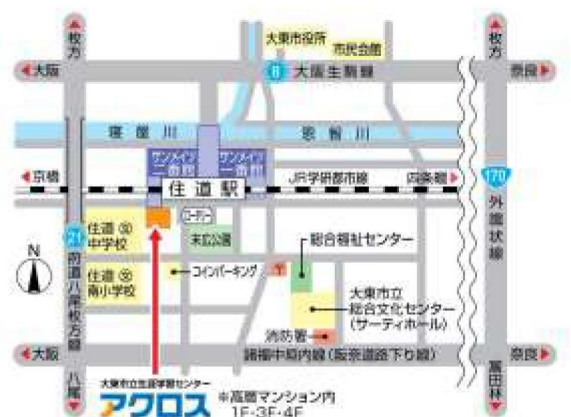 枚方
枚方
大東市役所
市民会館
大阪
8
大阪生駒線
奈良
寝屋川
恩智川
サンメイツ
二番館
サンメイツ
一番館
京橋
住道駅
JR学研都市線
四条畷
170
外環状線
住道
中学校
末広公園
総合福祉センター
21
府道八尾枚方線
住道
南小学校
コインパーキング
N
大東市立
総合文化センター
(サーティホール)
消防署
大阪
諸福中垣内線(阪奈道路下り線)
奈良
八尾
富田林
大東市立生涯学習センター
アクロス
※高層マンション内
1F・3F・4F